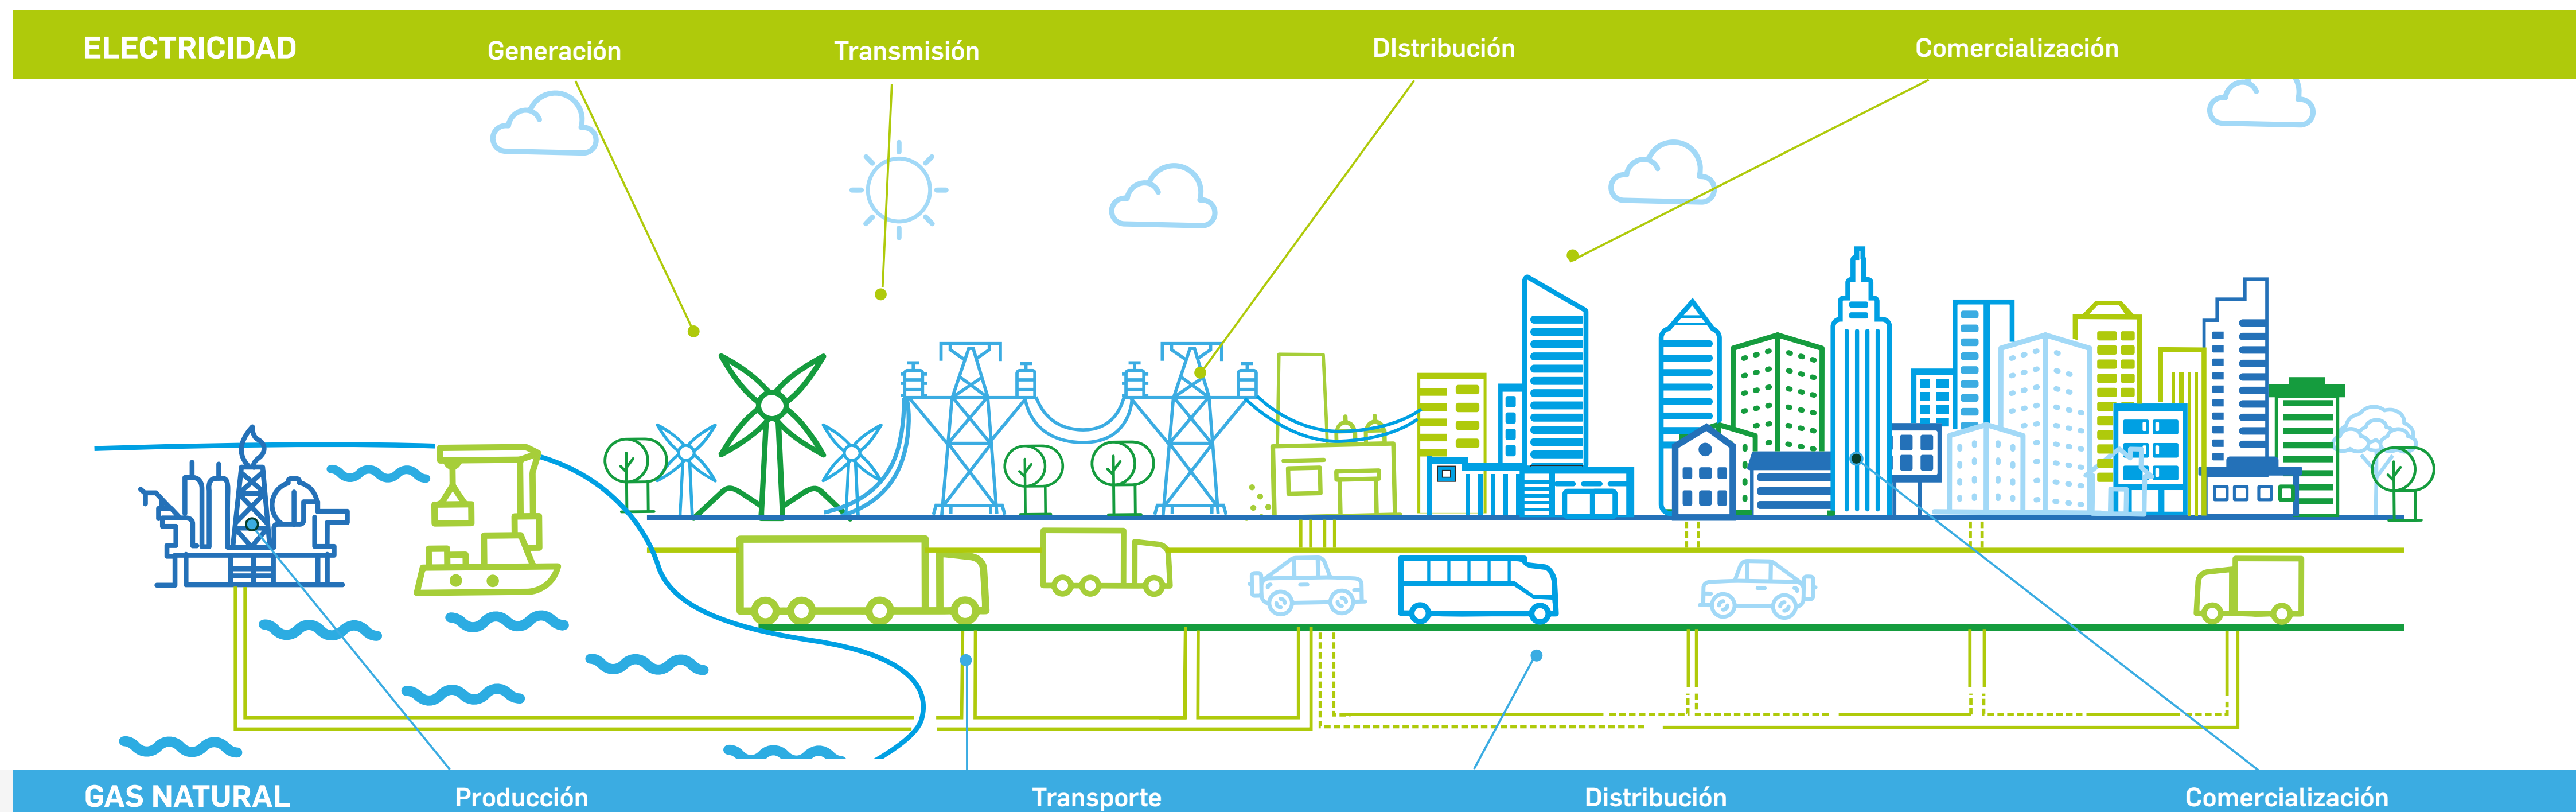 ELECTRICIDAD Generación Transmisión DIstribución Comercialización
GAS NATURAL Producción Transporte Distribución Comercialización